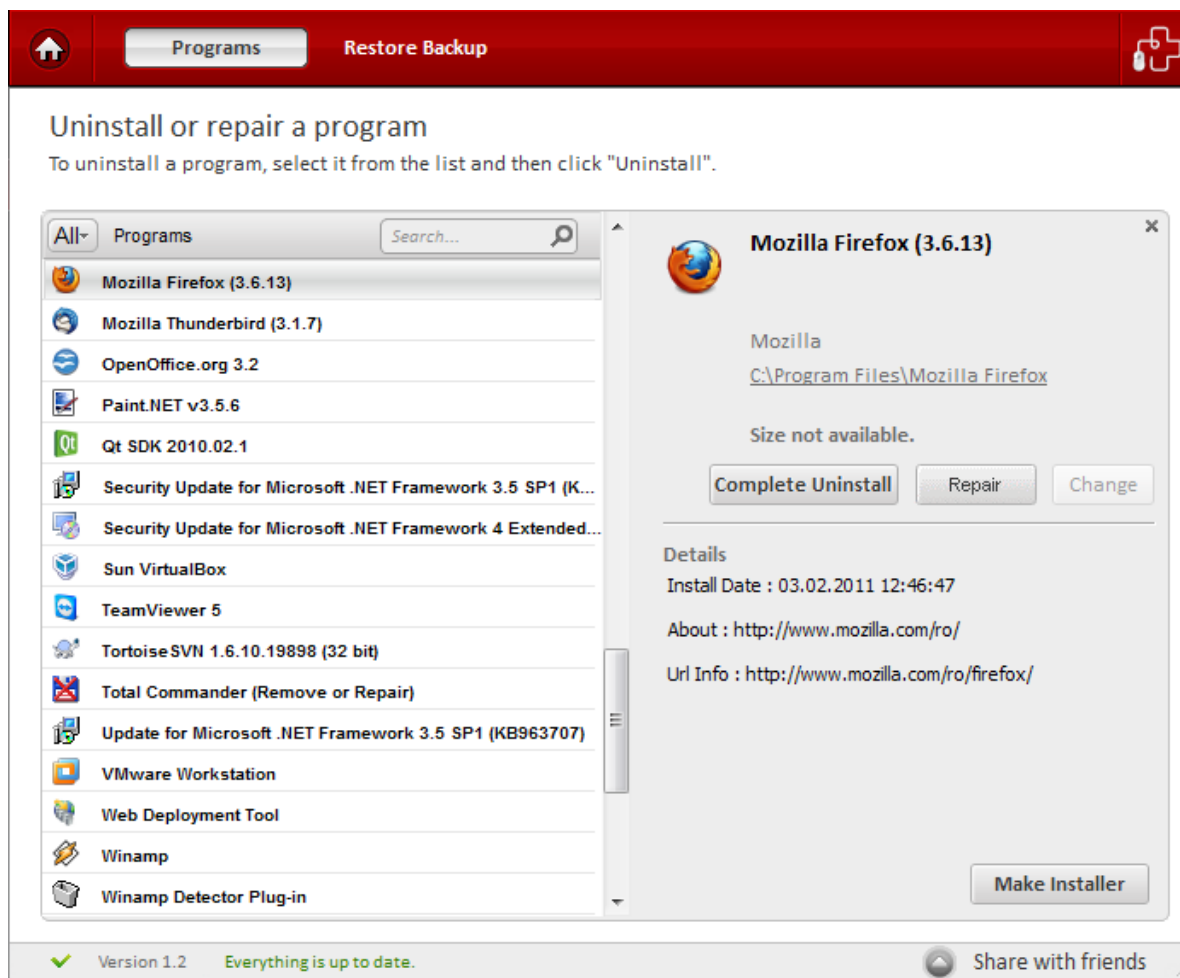 Programs
Restore Backup
Uninstall or repair a program
To uninstall a program, select it from the list and then click "Uninstall".
All
Programs
Search...
Mozilla Firefox (3.6.13)
Mozilla Thunderbird (3.1.7)
OpenOffice.org 3.2
Paint.NET v3.5.6
Qt
Qt SDK 2010.02.1
Security Update for Microsoft .NET Framework 3.5 SP1 (K...
Security Update for Microsoft .NET Framework 4 Extended...
Sun VirtualBox
TeamViewer 5
TortoiseSVN 1.6.10.19898 (32 bit)
Total Commander (Remove or Repair)
Update for Microsoft .NET Framework 3.5 SP1 (KB963707)
VMware Workstation
Web Deployment Tool
Winamp
Winamp Detector Plug-in
Mozilla Firefox (3.6.13)
Mozilla
C:\Program Files\Mozilla Firefox
Size not available.
Complete Uninstall
Repair
Change
Details
Install Date : 03.02.2011 12:46:47
About : http://www.mozilla.com/ro/
Url Info : http://www.mozilla.com/ro/firefox/
Make Installer
Version 1.2
Everything is up to date.
Share with friends